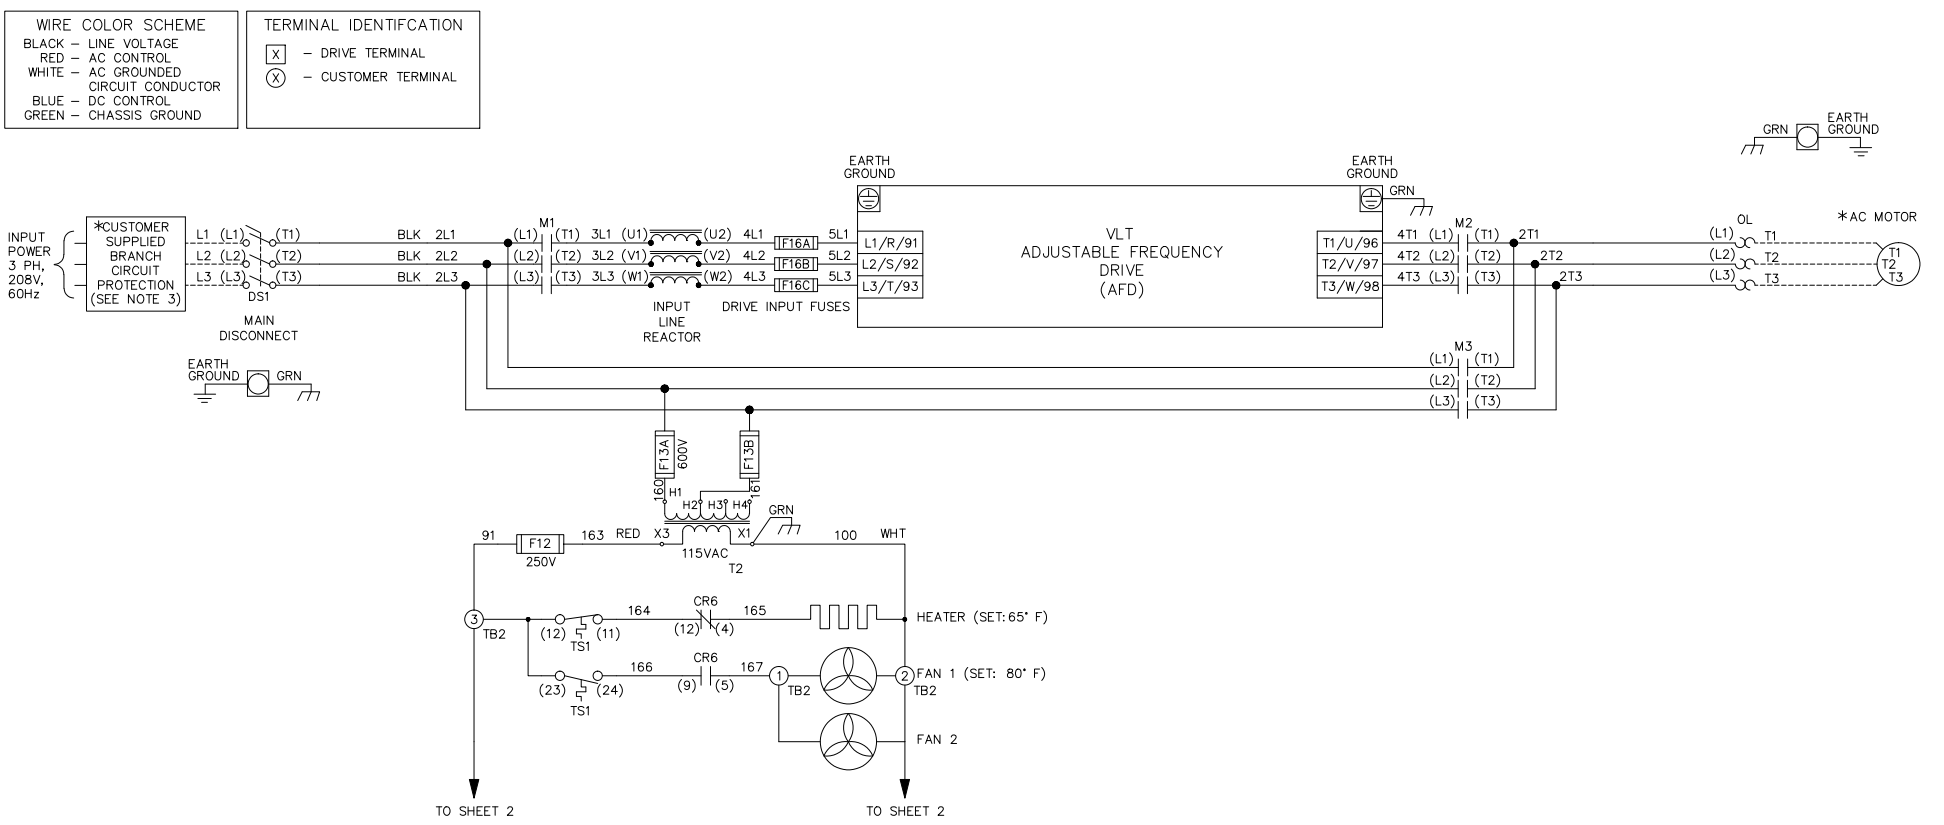 WIRE COLOR SCHEME
BLACK – LINE VOLTAGE
RED – AC CONTROL
WHITE – AC GROUNDED
CIRCUIT CONDUCTOR
BLUE – DC CONTROL
GREEN – CHASSIS GROUND
TERMINAL IDENTIFCATION
X – DRIVE TERMINAL
X – CUSTOMER TERMINAL
GRN
EARTH
GROUND
INPUT
POWER
3 PH,
208V,
60Hz
*CUSTOMER
SUPPLIED
BRANCH
CIRCUIT
PROTECTION
(SEE NOTE 3)
L1 (L1) (T1) BLK 2L1 (L1) M1 (T1) 3L1 (U1) (U2) 4L1 F16A 5L1 L1/R/91
L2 (L2) (T2) BLK 2L2 (L2) (T2) 3L2 (V1) (V2) 4L2 F16B 5L2 L2/S/92
L3 (L3) (T3) BLK 2L3 (L3) (T3) 3L3 (W1) (W2) 4L3 F16C 5L3 L3/T/93
DS1
MAIN
DISCONNECT
INPUT
LINE
REACTOR
DRIVE INPUT FUSES
EARTH
GROUND
VLT
ADJUSTABLE FREQUENCY
DRIVE
(AFD)
EARTH
GROUND
GRN
T1/U/96 4T1 (L1) M2 (T1) 2T1 (L1) OL T1
T2/V/97 4T2 (L2) (T2) 2T2 (L2) T2
T3/W/98 4T3 (L3) (T3) 2T3 (L3) T3
*AC MOTOR
T1
T2
T3
M3
(L1) (T1)
(L2) (T2)
(L3) (T3)
EARTH
GROUND
GRN
F13A
600V
F13B
160
H1
H2
H3
H4
161
GRN
91 F12 163 RED X3 X1 100 WHT
250V
115VAC
T2
3
TB2
(12)
(11)
TS1
164
CR6
(12)
(4)
165
HEATER (SET:65° F)
(23)
(24)
TS1
166
CR6
(9)
(5)
167
1
TB2
2
TB2
FAN 1 (SET: 80° F)
FAN 2
TO SHEET 2
TO SHEET 2